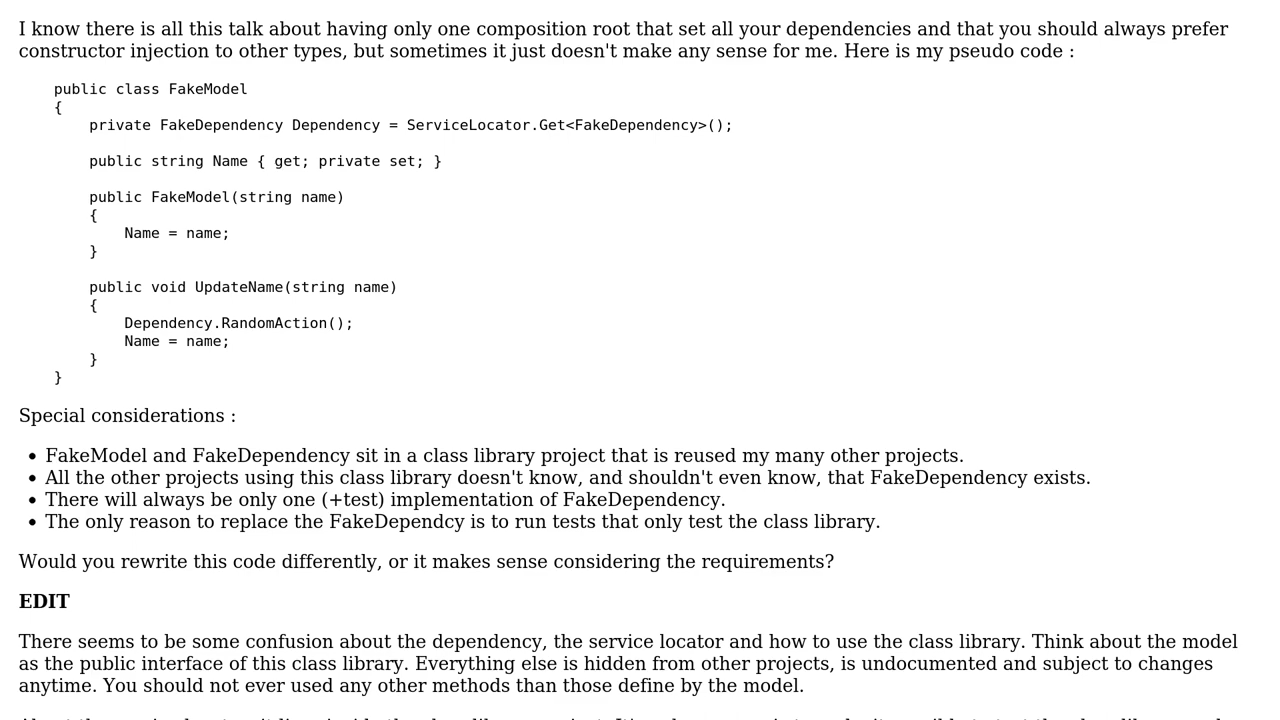 I know there is all this talk about having only one composition root that set all your dependencies and that you should always prefer
constructor injection to other types, but sometimes it just doesn't make any sense for me. Here is my pseudo code :
public class FakeModel
{
    private FakeDependency Dependency = ServiceLocator.Get<FakeDependency>();
    public string Name { get; private set; }
    public FakeModel(string name)
    {
        Name = name;
    }
    public void UpdateName(string name)
    {
        Dependency.RandomAction();
        Name = name;
    }
}
Special considerations :
• FakeModel and FakeDependency sit in a class library project that is reused my many other projects.
• All the other projects using this class library doesn't know, and shouldn't even know, that FakeDependency exists.
• There will always be only one (+test) implementation of FakeDependency.
• The only reason to replace the FakeDependcy is to run tests that only test the class library.
Would you rewrite this code differently, or it makes sense considering the requirements?
EDIT
There seems to be some confusion about the dependency, the service locator and how to use the class library. Think about the model
as the public interface of this class library. Everything else is hidden from other projects, is undocumented and subject to changes
anytime. You should not ever used any other methods than those define by the model.